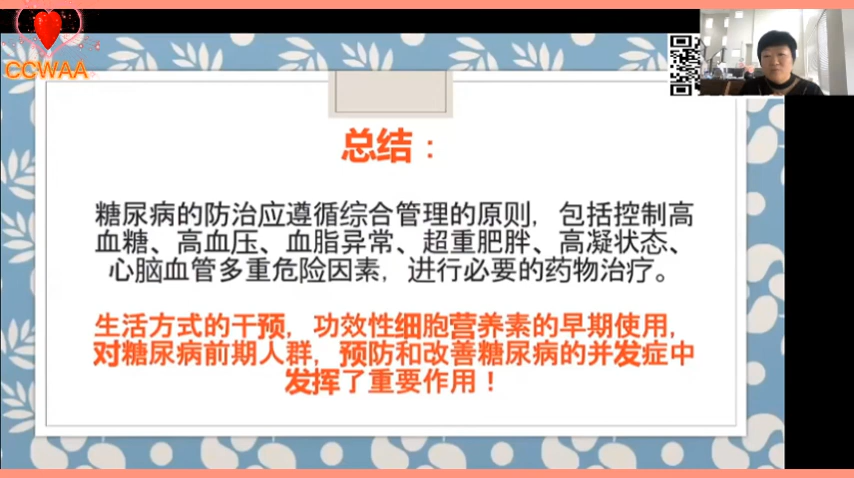 CCWAA
总结：
糖尿病的防治应遵循综合管理的原则，包括控制高
血糖、高血压、血脂异常、超重肥胖、高凝状态、
心脑血管多重危险因素，进行必要的药物治疗。
生活方式的干预，功效性细胞营养素的早期使用，
对糖尿病前期人群，预防和改善糖尿病的并发症中
发挥了重要作用！